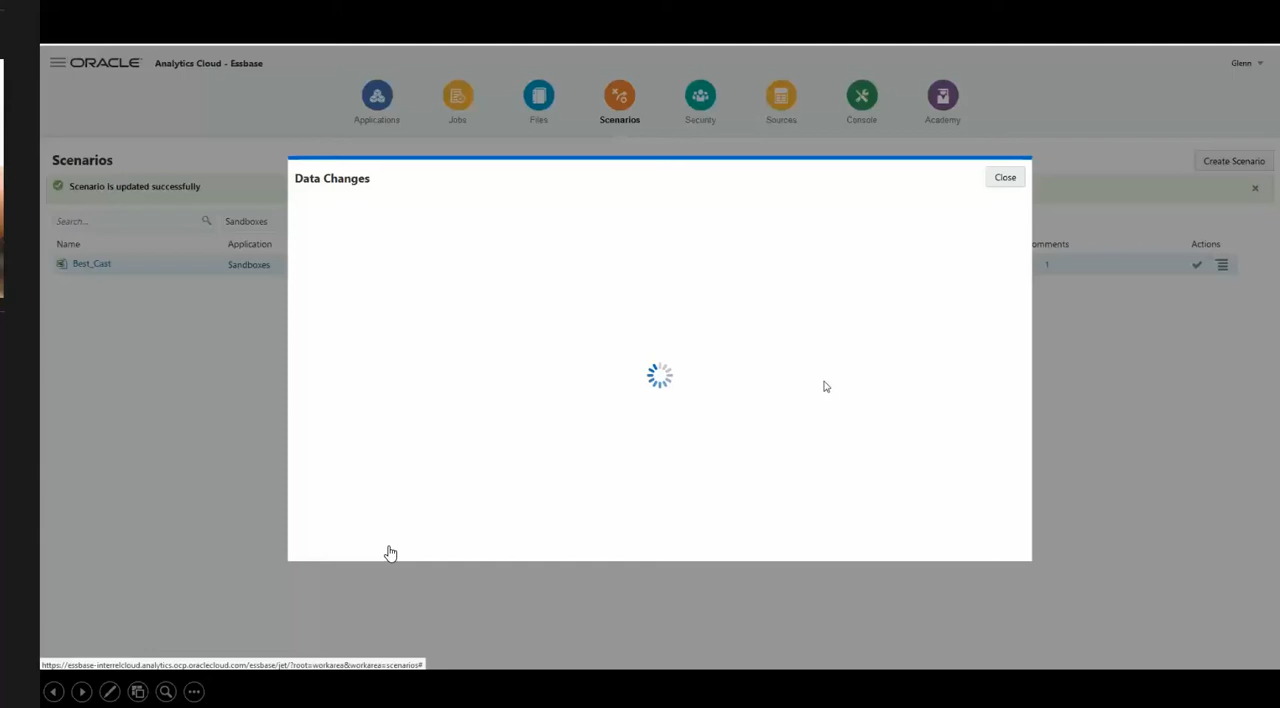 ORACLE Analytics Cloud - Essbase
Glenn
Applications Jobs Files Scenarios Security Sources Console Academy
Scenarios
Create Scenario
Scenario is updated successfully
Data Changes
Close
Search... Sandboxes
Name Application omments Actions
Best_Cast Sandboxes 1
https://essbase-interrelcloud.analytics.ocp.oraclecloud.com/essbase/jet/?root=workarea&workarea=scenarios#